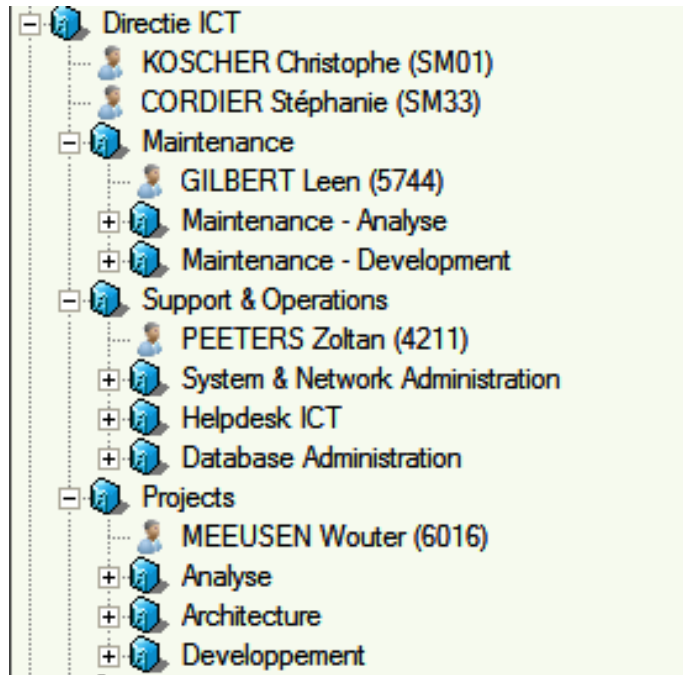 Directie ICT
KOSCHER Christophe (SM01)
CORDIER Stéphanie (SM33)
Maintenance
GILBERT Leen (5744)
Maintenance - Analyse
Maintenance - Development
Support & Operations
PEETERS Zoltan (4211)
System & Network Administration
Helpdesk ICT
Database Administration
Projects
MEEUSEN Wouter (6016)
Analyse
Architecture
Developpement